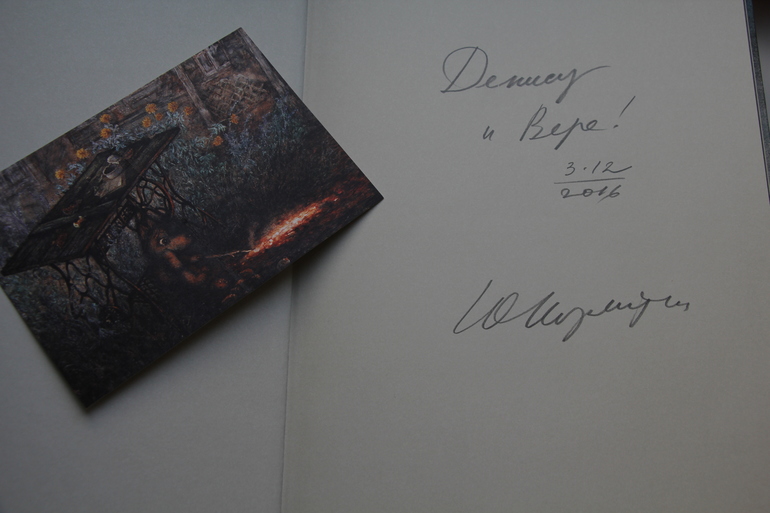 Денису
и Вере!
3.12
2016